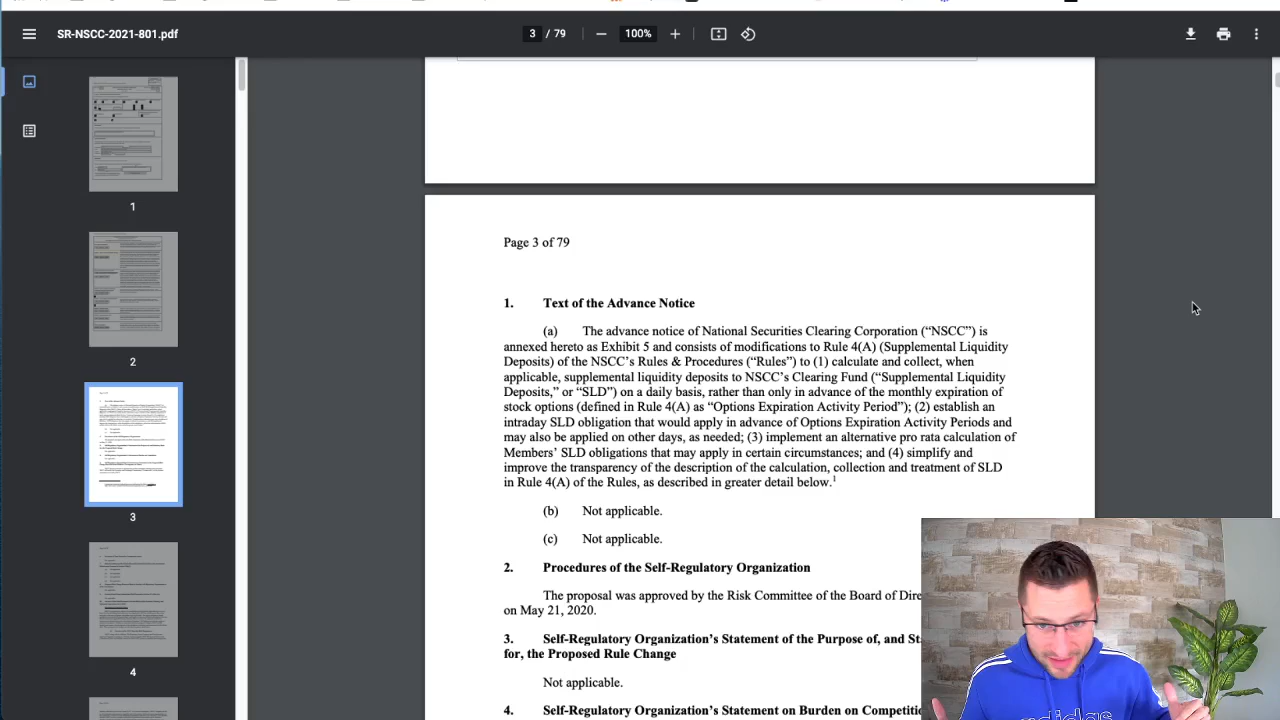 SR-NSCC-2021-801.pdf
3 / 79
100%
1
2
3
4
Page 3 of 79
1. Text of the Advance Notice
(a) The advance notice of National Securities Clearing Corporation (“NSCC”) is
annexed hereto as Exhibit 5 and consists of modifications to Rule 4(A) (Supplemental Liquidity
Deposits) of the NSCC’s Rules & Procedures (“Rules”) to (1) calculate and collect, when
applicable, supplemental liquidity deposits to NSCC’s Clearing Fund (“Supplemental Liquidity
Deposits,” or “SLD”) on a daily basis, rather than only in advance of the monthly expiration of
stock options (defined in Rule 4(A) as “Options Expiration Activity Period”); (2) establish an
intraday SLD obligation that would apply in advance of Options Expiration Activity Periods and
may also be applied on other days, as needed; (3) implement an alternative pro rata calculation of
Members’ SLD obligations that may apply in certain circumstances; and (4) simplify and
improve the transparency of the description of the calculation, collection and treatment of SLD
in Rule 4(A) of the Rules, as described in greater detail below.1
(b) Not applicable.
(c) Not applicable.
2. Procedures of the Self-Regulatory Organization
The proposal was approved by the Risk Committee of the Board of Dire
on May 21, 2020.
3. Self-Regulatory Organization’s Statement of the Purpose of, and St
for, the Proposed Rule Change
Not applicable.
4. Self-Regulatory Organization’s Statement on Burden on Competiti
adidas